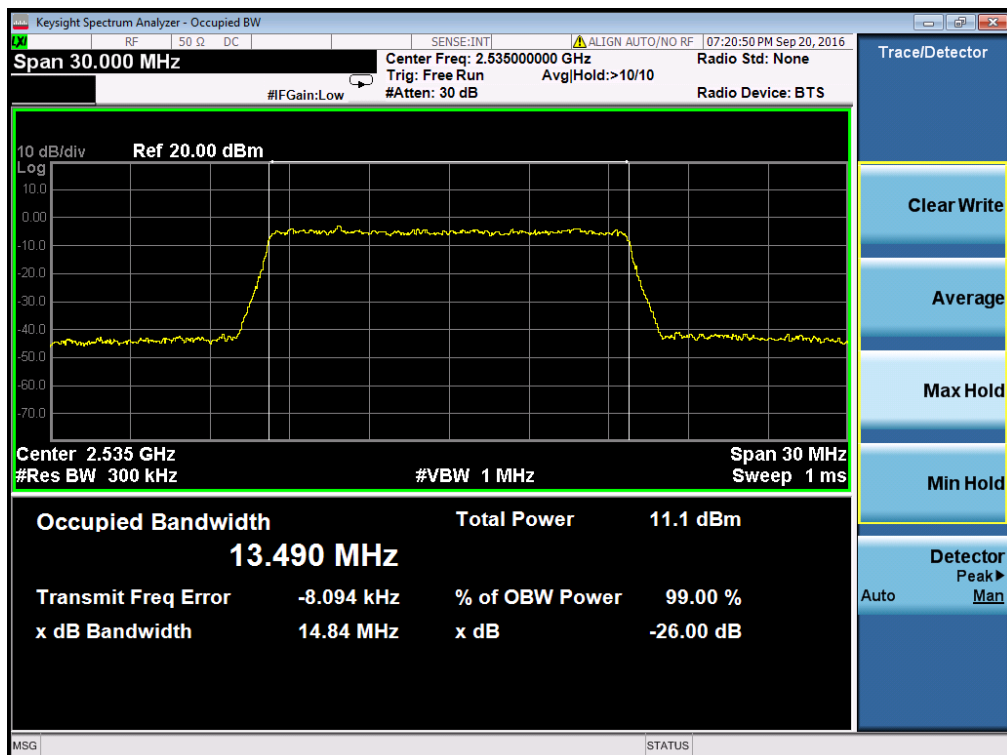 Keysight Spectrum Analyzer - Occupied BW
LXI RF 50 Ω DC SENSE:INT ALIGN AUTO/NO RF 07:20:50 PM Sep 20, 2016
Span 30.000 MHz
Center Freq: 2.535000000 GHz Radio Std: None
Trig: Free Run Avg|Hold:>10/10
#IFGain:Low #Atten: 30 dB Radio Device: BTS
10 dB/div Ref 20.00 dBm
Log
10.0
0.00
-10.0
-20.0
-30.0
-40.0
-50.0
-60.0
-70.0
Center 2.535 GHz Span 30 MHz
#Res BW 300 kHz #VBW 1 MHz Sweep 1 ms
Occupied Bandwidth Total Power 11.1 dBm
13.490 MHz
Transmit Freq Error -8.094 kHz % of OBW Power 99.00 %
x dB Bandwidth 14.84 MHz x dB -26.00 dB
MSG STATUS
Trace/Detector
Clear Write
Average
Max Hold
Min Hold
Detector
Peak▶
Auto Man